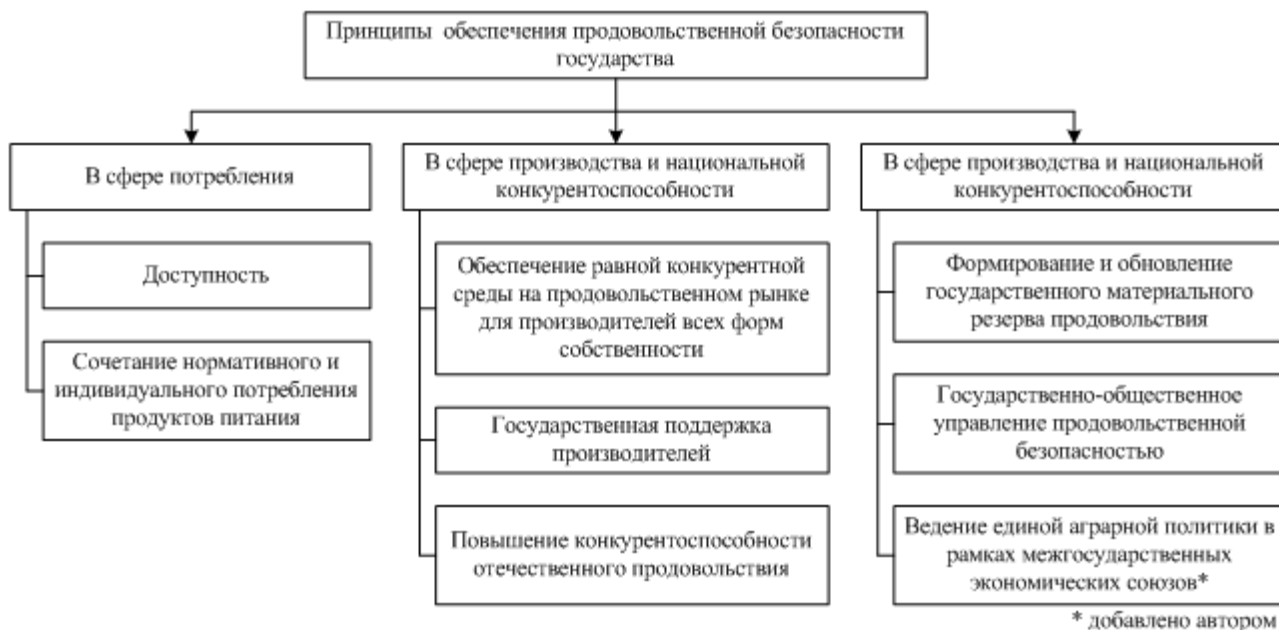 Принципы обеспечения продовольственной безопасности
государства
В сфере потребления
Доступность
Сочетание нормативного и
индивидуального потребления
продуктов питания
В сфере производства и национальной
конкурентоспособности
Обеспечение равной конкурентной
среды на продовольственном рынке
для производителей всех форм
собственности
Государственная поддержка
производителей
Повышение конкурентоспособности
отечественного продовольствия
В сфере производства и национальной
конкурентоспособности
Формирование и обновление
государственного материального
резерва продовольствия
Государственно-общественное
управление продовольственной
безопасностью
Ведение единой аграрной политики в
рамках межгосударственных
экономических союзов*
* добавлено автором